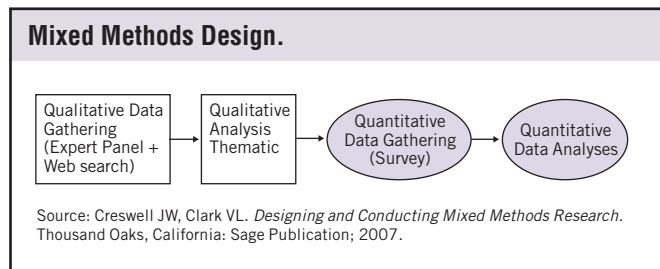 Mixed Methods Design.
Qualitative Data
Gathering
(Expert Panel +
Web search)
Qualitative
Analysis
Thematic
Quantitative
Data Gathering
(Survey)
Quantitative
Data Analyses
Source: Creswell JW, Clark VL. Designing and Conducting Mixed Methods Research.
Thousand Oaks, California: Sage Publication; 2007.